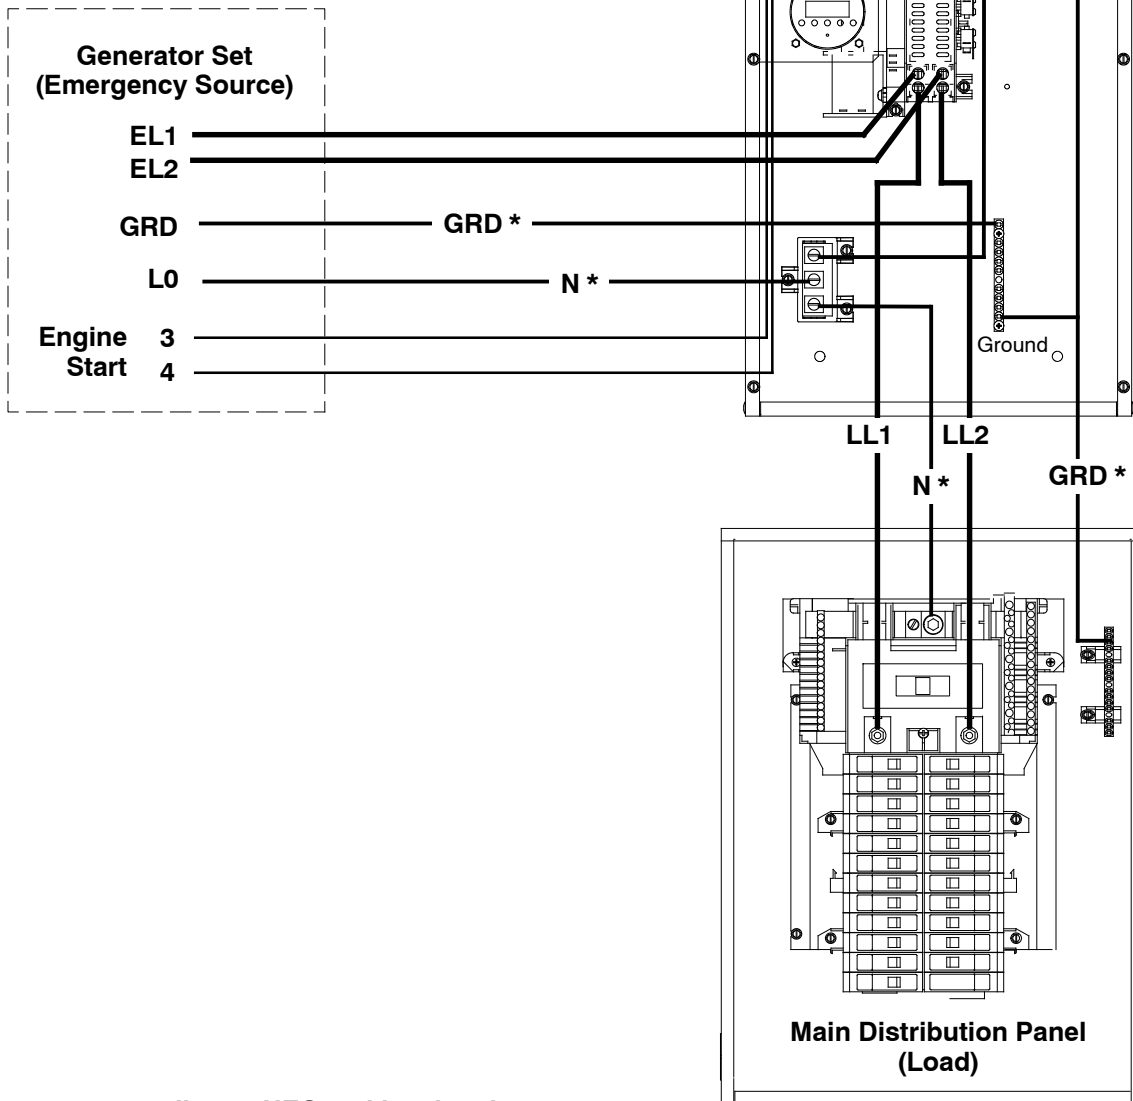 Generator Set
(Emergency Source)
EL1
EL2
GRD
GRD *
L0
N *
Engine
Start
3
4
Ground
LL1
LL2
N *
GRD *
Main Distribution Panel
(Load)